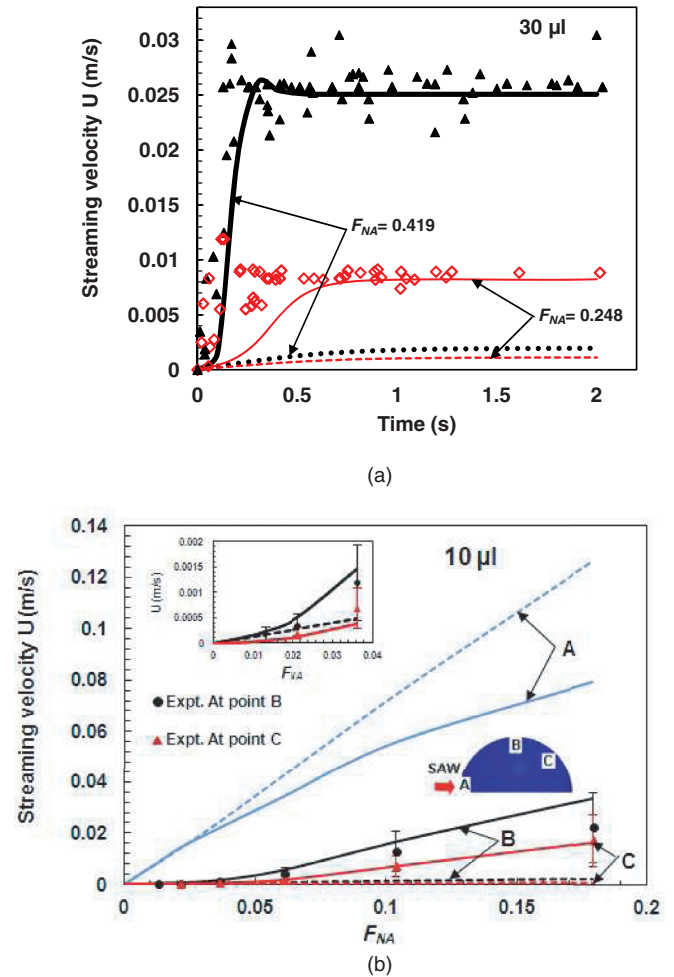 30 µl
Streaming velocity U (m/s)
0.03
0.025
0.02
0.015
0.01
0.005
0
F_NA= 0.419
F_NA= 0.248
0
0.5
1
1.5
2
Time (s)
(a)
10 µl
Streaming velocity U (m/s)
0.14
0.12
0.1
0.08
0.06
0.04
0.02
0
U (m/s)
0.002
0.0015
0.001
0.0005
0
0
0.01
0.02
0.03
0.04
F_NA
Expt. At point B
Expt. At point C
A
SAW
A
B
C
B
C
0
0.05
0.1
0.15
0.2
F_NA
(b)